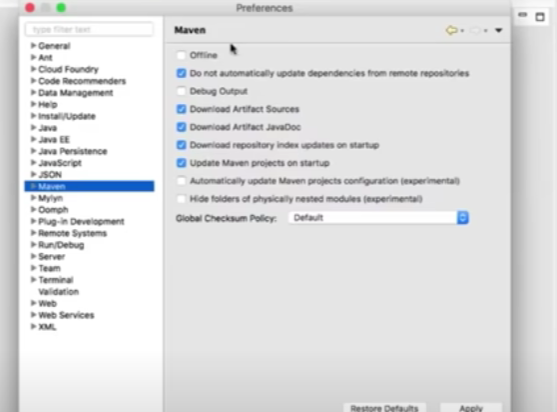 Preferences
type filter text
General
Ant
Cloud Foundry
Code Recommenders
Data Management
Help
Install/Update
Java
Java EE
Java Persistence
JavaScript
JSON
Maven
Mylyn
Oomph
Plug-in Development
Remote Systems
Run/Debug
Server
Team
Terminal
Validation
Web
Web Services
XML
Maven
Offline
Do not automatically update dependencies from remote repositories
Debug Output
Download Artifact Sources
Download Artifact JavaDoc
Download repository index updates on startup
Update Maven projects on startup
Automatically update Maven projects configuration (experimental)
Hide folders of physically nested modules (experimental)
Global Checksum Policy: Default
Restore Defaults Apply